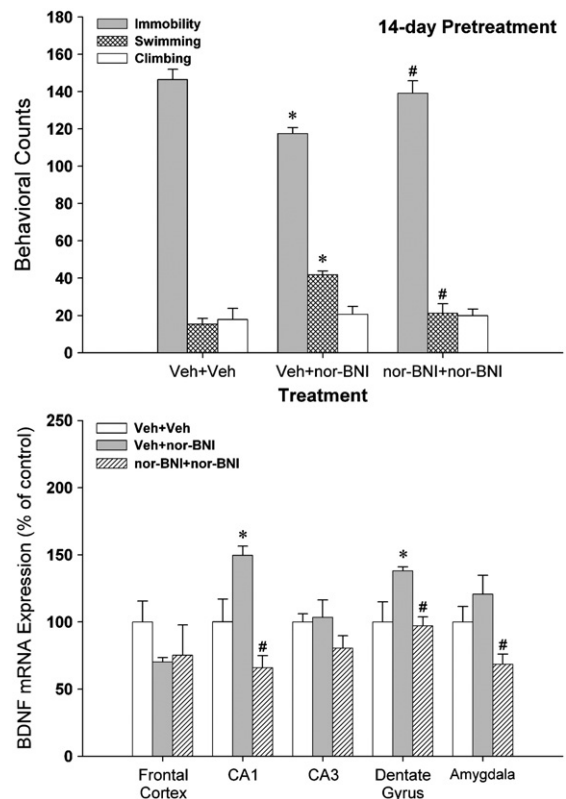 14-day Pretreatment
Immobility
Swimming
Climbing
Behavioral Counts
180
160
140
120
100
80
60
40
20
0
#
*
*
#
Veh+Veh Veh+nor-BNI nor-BNI+nor-BNI
Treatment
BDNF mRNA Expression (% of control)
250
200
150
100
50
0
Veh+Veh
Veh+nor-BNI
nor-BNI+nor-BNI
*
*
#
#
#
Frontal Cortex
CA1
CA3
Dentate Gyrus
Amygdala